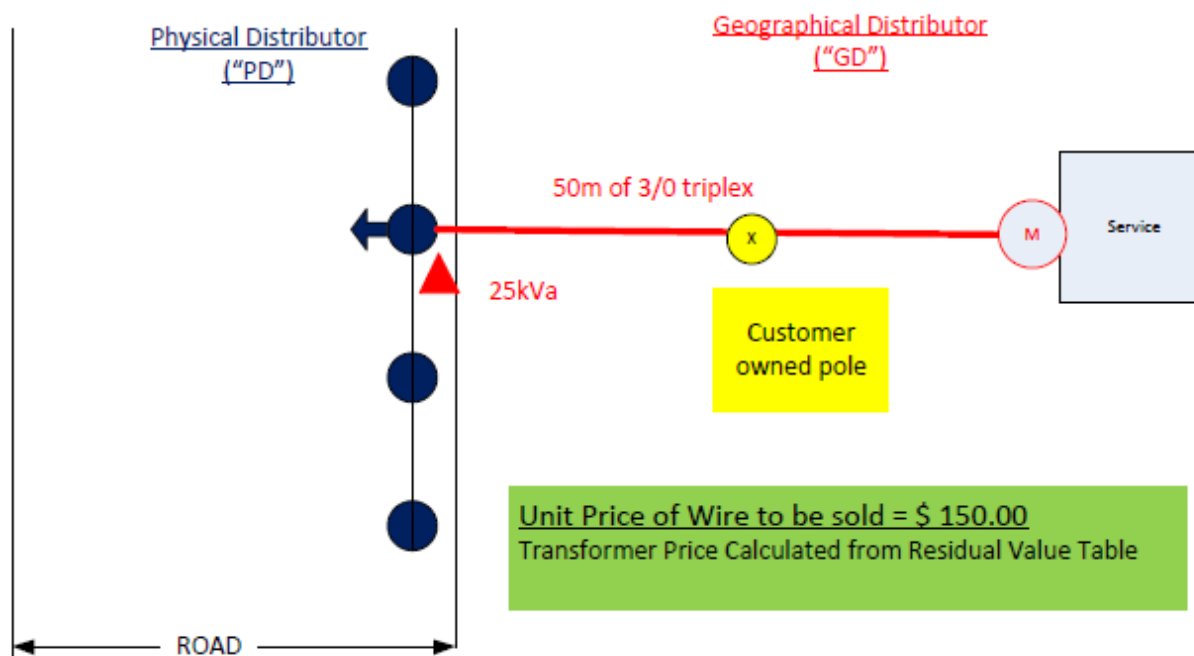 Physical Distributor
("PD")
Geographical Distributor
("GD")
50m of 3/0 triplex
X
M
Service
25kVa
Customer
owned pole
Unit Price of Wire to be sold = $ 150.00
Transformer Price Calculated from Residual Value Table
ROAD